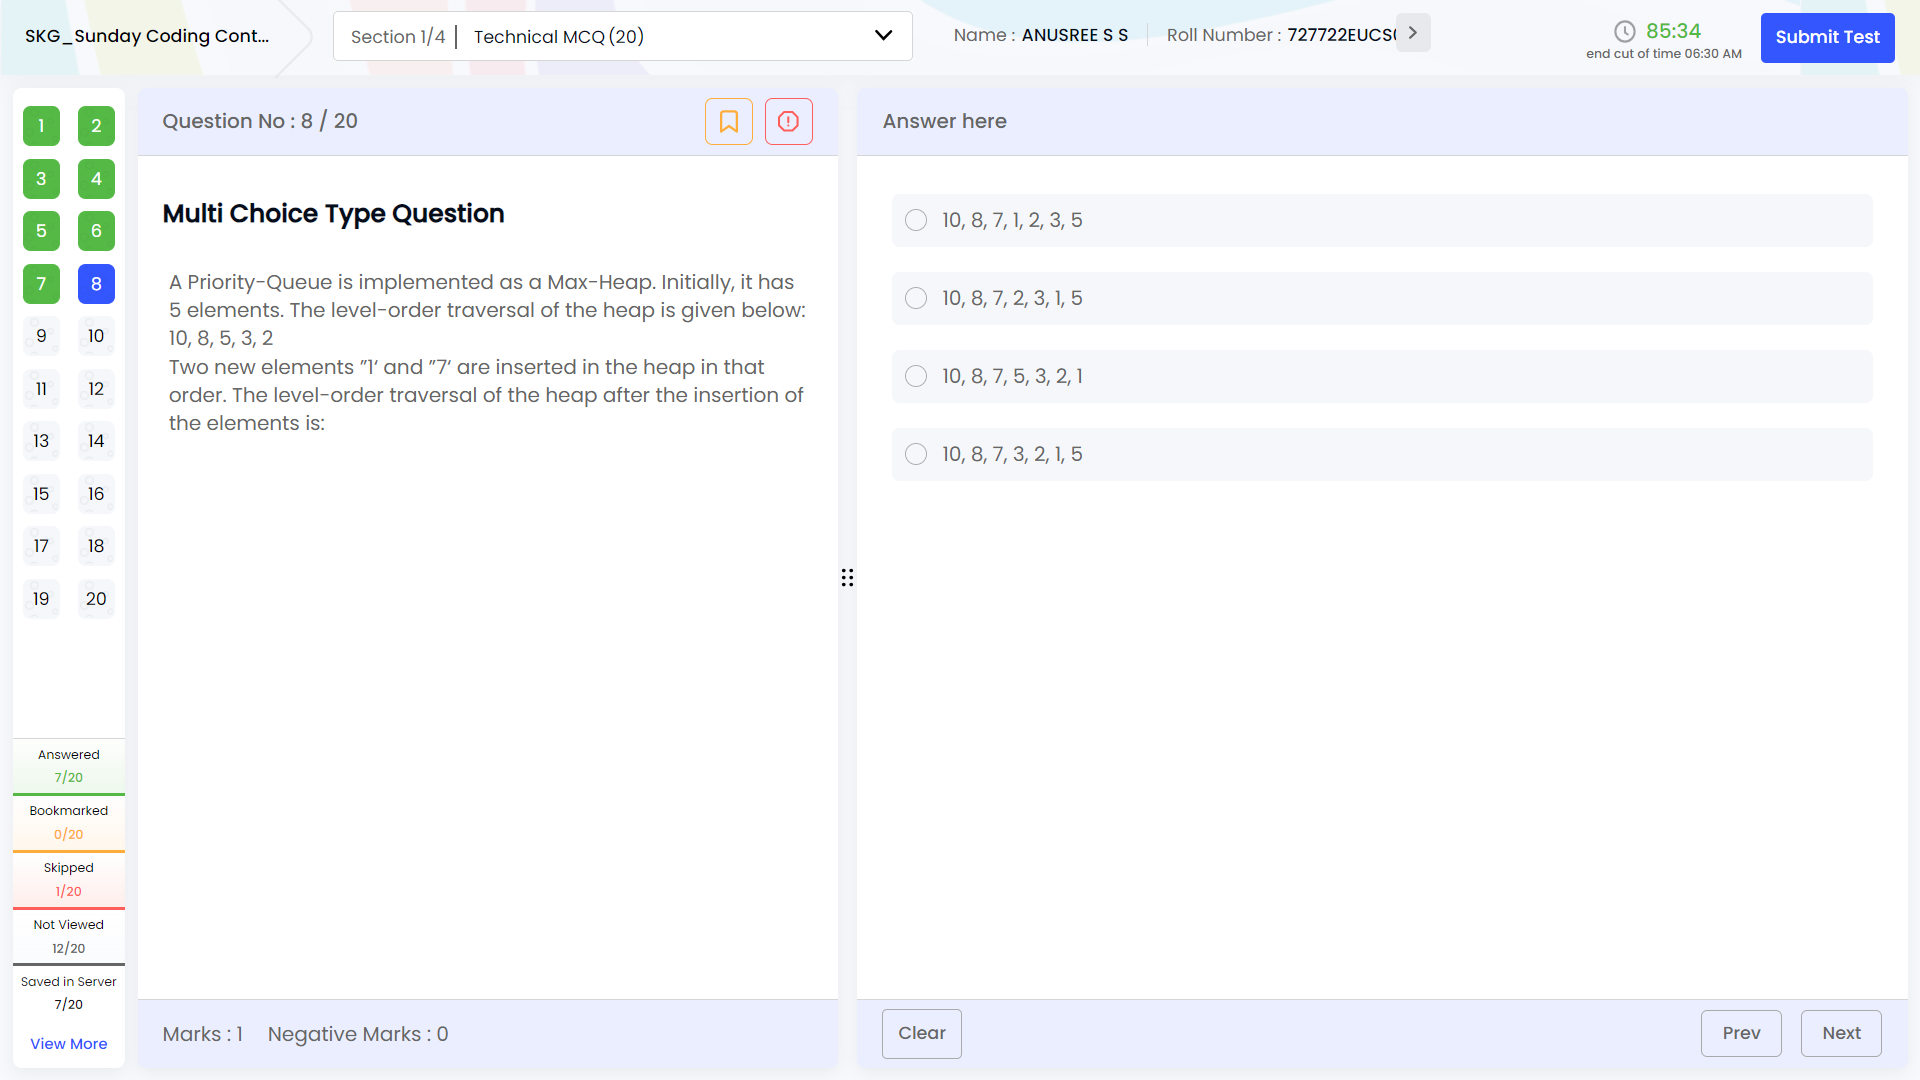 SKG_Sunday Coding Cont...
Section 1/4 | Technical MCQ (20)
Name : ANUSREE S S
Roll Number : 727722EUCS
85:34
end cut of time 06:30 AM
Submit Test
1 2
3 4
5 6
7 8
9 10
11 12
13 14
15 16
17 18
19 20
Answered
7/20
Bookmarked
0/20
Skipped
1/20
Not Viewed
12/20
Saved in Server
7/20
View More
Question No : 8 / 20
Multi Choice Type Question
A Priority-Queue is implemented as a Max-Heap. Initially, it has
5 elements. The level-order traversal of the heap is given below:
10, 8, 5, 3, 2
Two new elements ”1‘ and ”7‘ are inserted in the heap in that
order. The level-order traversal of the heap after the insertion of
the elements is:
Marks : 1 Negative Marks : 0
Answer here
10, 8, 7, 1, 2, 3, 5
10, 8, 7, 2, 3, 1, 5
10, 8, 7, 5, 3, 2, 1
10, 8, 7, 3, 2, 1, 5
Clear
Prev
Next